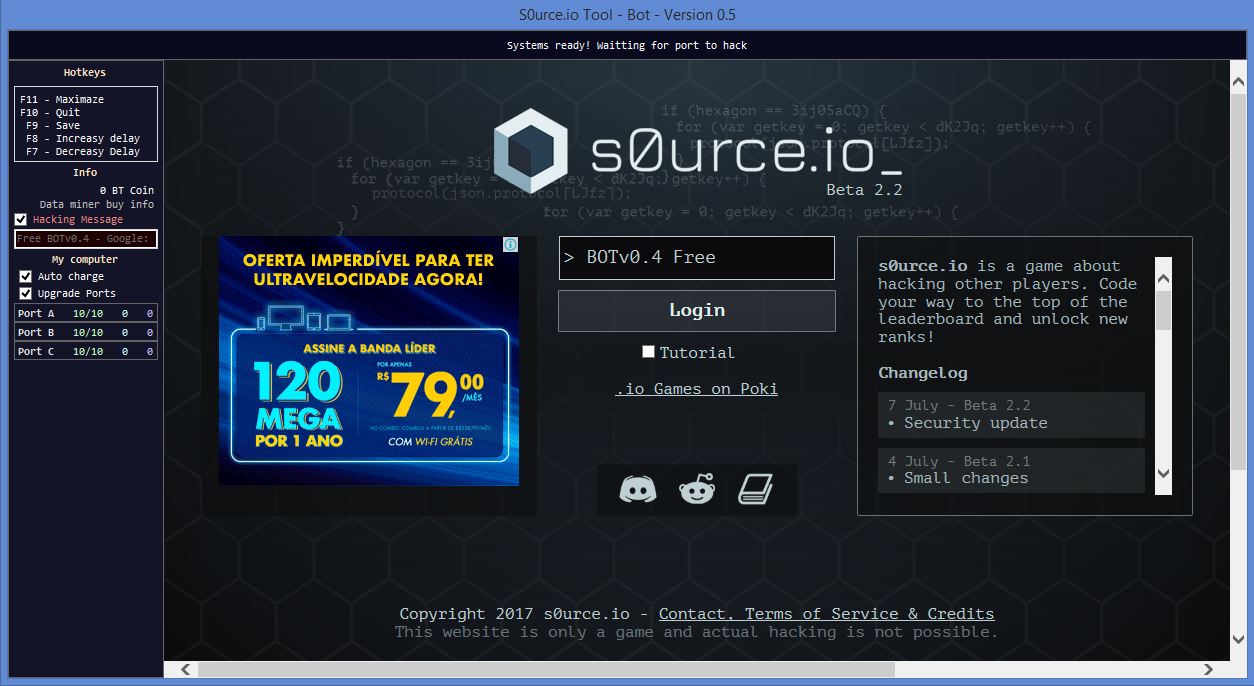 S0urce.io Tool - Bot - Version 0.5
Systems ready! Waitting for port to hack
Hotkeys
F11 - Maximaze
F10 - Quit
F9 - Save
F8 - Increasy delay
F7 - Decreasy Delay
Info
0 BT Coin
Data miner buy info
Hacking Message
Free BOTv0.4 - Google:
My computer
Auto charge
Upgrade Ports
Port A 10/10 0 0
Port B 10/10 0 0
Port C 10/10 0 0
if (hexagon == 3ij05aCQ) {
for (var getkey = 0; getkey < dK2Jq; getkey++) {
protocol(json.protocol[LJfz]);
}
s0urce.io_
Beta 2.2
if (hexagon == 3ij
for (var getkey = getkey < dK2Jq; getkey++) {
protocol(json.protocol[LJfz]);
}
for (var getkey = 0; getkey < dK2Jq; getkey++) {
}
OFERTA IMPERDÍVEL PARA TER
ULTRAVELOCIDADE AGORA!
ASSINE A BANDA LÍDER
120
MEGA
POR 1 ANO
POR APENAS
R$ 79,00
/MÊS
COM WI-FI GRÁTIS
> BOTv0.4 Free
Login
Tutorial
.io Games on Poki
s0urce.io is a game about
hacking other players. Code
your way to the top of the
leaderboard and unlock new
ranks!
Changelog
7 July - Beta 2.2
• Security update
4 July - Beta 2.1
• Small changes
Copyright 2017 s0urce.io - Contact, Terms of Service & Credits
This website is only a game and actual hacking is not possible.